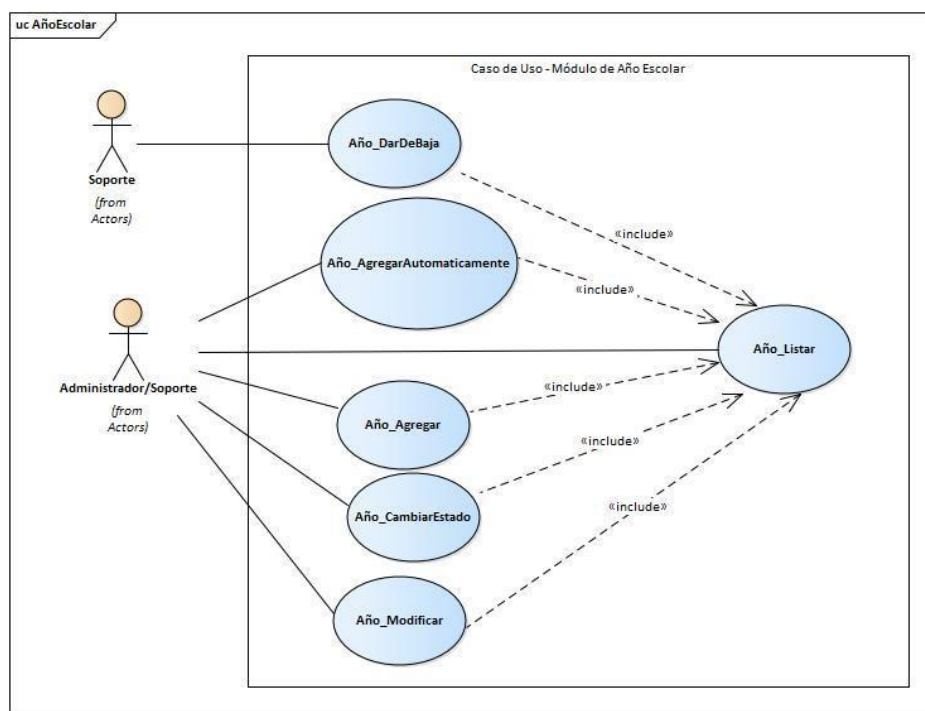 uc AñoEscolar
Caso de Uso - Módulo de Año Escolar
Soporte
(from
Actors)
Año_DarDeBaja
«include»
Año_AgregarAutomaticamente
«include»
Administrador/Soporte
(from
Actors)
Año_Listar
Año_Agregar
«include»
Año_CambiarEstado
«include»
Año_Modificar
«include»